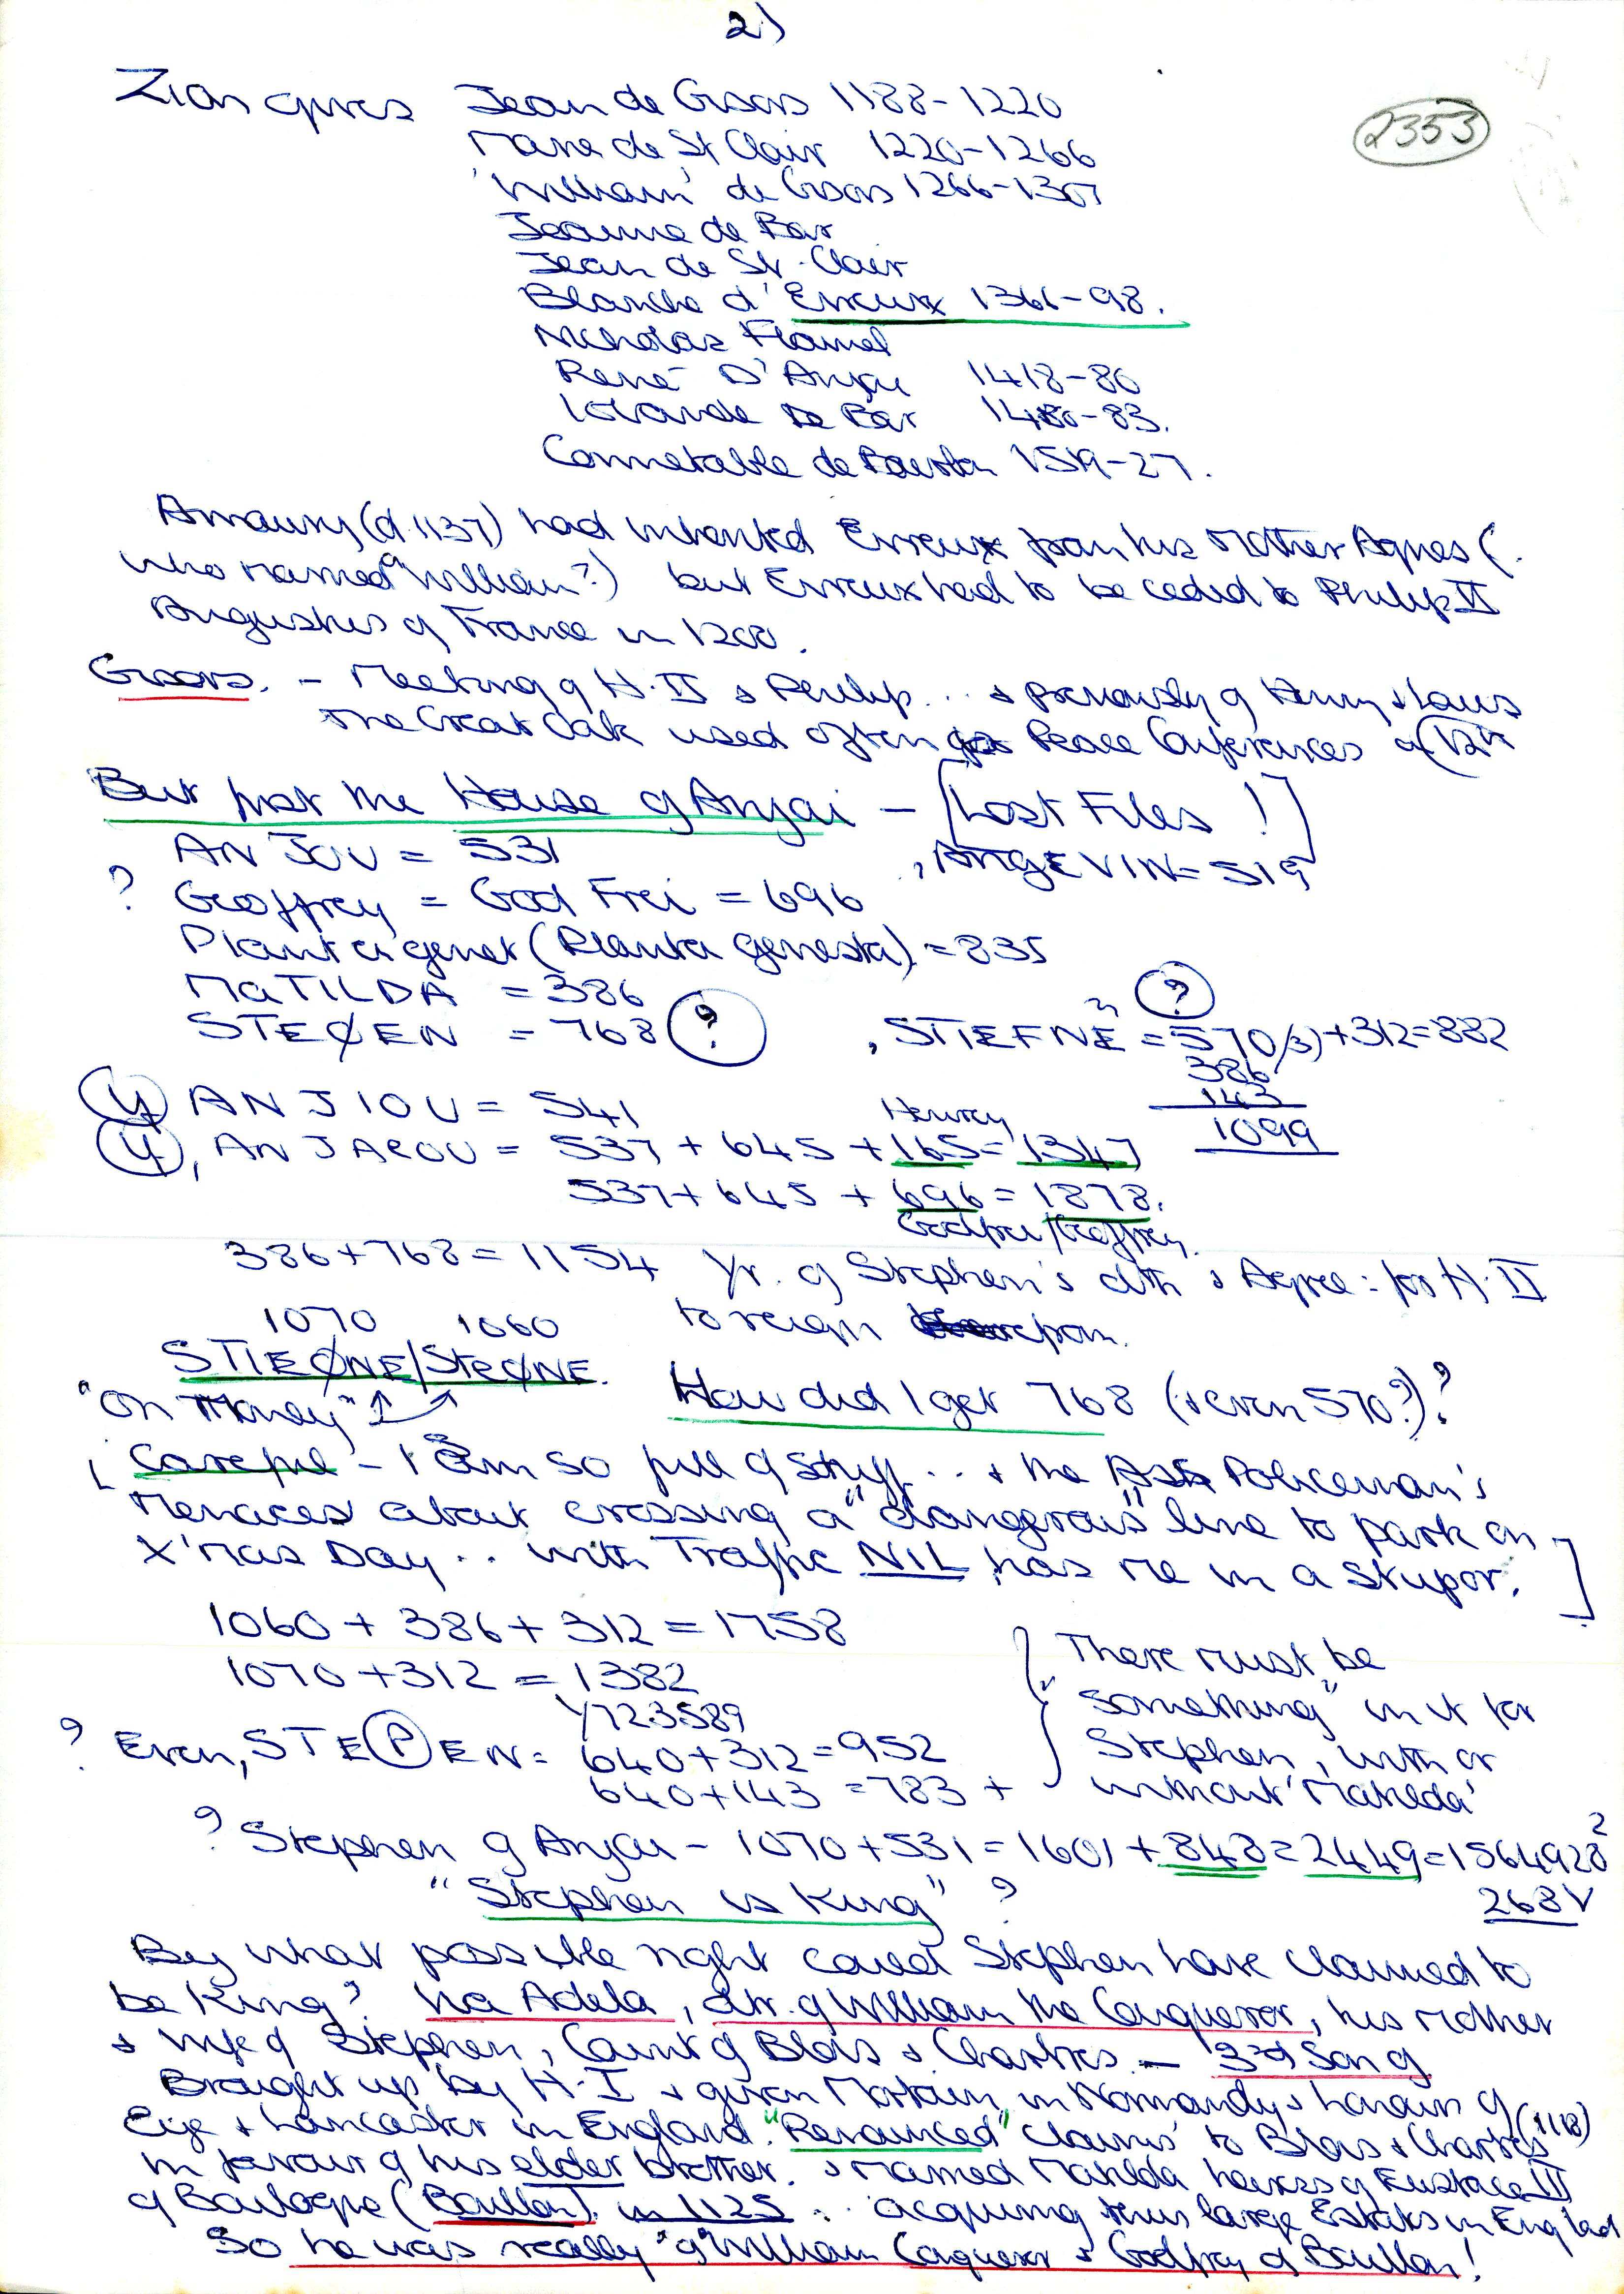 2)
2353
Zion gives Jean de Gisors 1188-1220
Marie de St Clair 1220-1266
'William' de Gisors 1266-1307
Jeanne de Bar
Jean de St. Clair
Blanche d'Evreux 1366-98.
Nicholas Flamel
René D'Anjou 1418-80
Iolande De Bar 1480-83.
Connetable de Bourbon 1519-27.
Amaury (d.1137) had inherited Evreux from his Mother Agnes (
who married a William?) but Evreux had to be ceded to Philip II
Augustus of France in 1200.
Gisors. - Meeting of H.II & Philip... & previously of Henry & Louis
The Great Oak used often for Peace Conferences in 12th
But first the House of Anjou - [Lost Files!]
ANJOU = 531 , ANGEVIN = 519
? Geoffrey = God Frei = 696
Plantagenet (Planta genesta) = 835
MATILDA = 386
STEØEN = 768 ? , STIEFNE = 570(3)+312=882
?
386
143
1099
(4) ANJIOU = 541
Henry
(4), ANJAROU = 537 + 645 + 165 = 1347
537 + 645 + 696 = 1878.
Godfrei/Geoffrey.
386+768=1154 Yr. of Stephen's dth & Agree: for H.II
to reign from.
1070 1060
STIEØNE/STEØNE.
"On Money" How did I get 768 (& even 570?)?
[Careful - I am so full of stuff... & the Policeman's
Menaces about crossing a "dangerous" line to park on
X'mas Day.. with Traffic NIL has me in a stupor.]
1060 + 386 + 312 = 1758
1070 + 312 = 1382
There must be
"something" in it for
Stephen, with or
without 'Matilda'
1/723589
? Even, STE(P)EN = 640+312=952
640+143=783 +
? Stephen of Anjou - 1070+531=1601+848=2449=1564928²
"Stephen is King" ? 268V
By what possible right could Stephen have claimed to
be King? Via Adela, dtr. of William the Conqueror, his mother
& wife of Stephen, Count of Blois & Chartres - 3rd Son of
Brought up by H.I & given Mortain in Normandy & honours of
Eye & Lancaster in England. "Renounced" 'claims' to Blois & Chartres (1118)
in favour of his elder brother. & married Matilda heiress of Eustace III
of Boulogne (Bouillon) in 1125 .. acquiring thus large Estates in England
So he was really "of" William Conqueror & Godfrey of Bouillon!